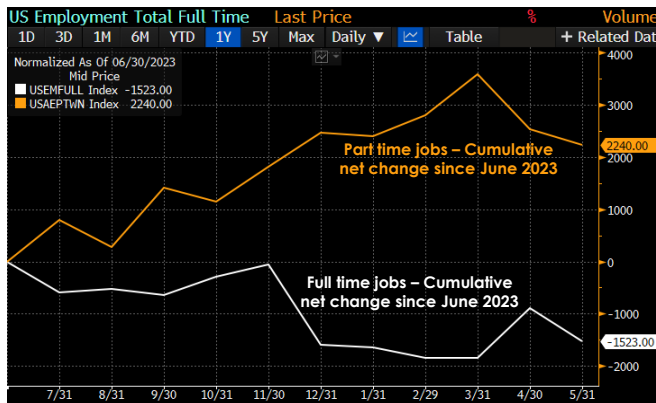 US Employment Total Full Time Last Price % Volume
1D 3D 1M 6M YTD 1Y 5Y Max Daily ▼ Table + Related Dat
Normalized As Of 06/30/2023
Mid Price
USEMFULL Index -1523.00
USAEPTWN Index 2240.00
4000
3000
Part time jobs – Cumulative
net change since June 2023
2240.00
2000
1000
0
Full time jobs – Cumulative
net change since June 2023
-1000
-1523.00
-2000
7/31 8/31 9/30 10/31 11/30 12/31 1/31 2/29 3/31 4/30 5/31